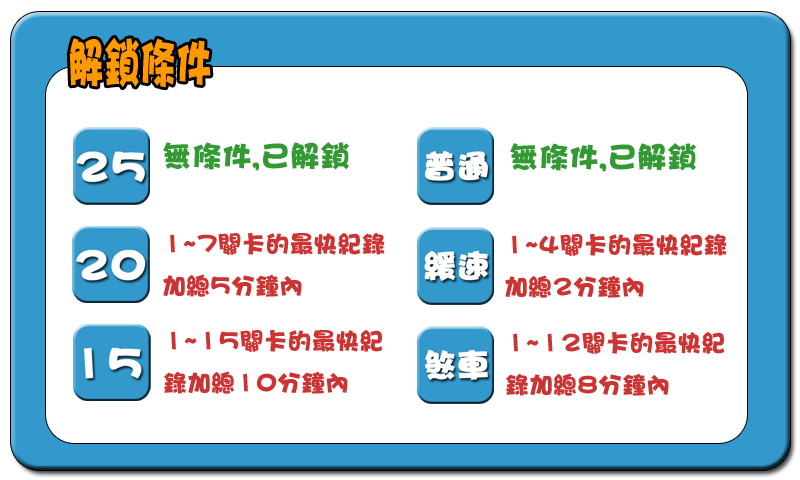 解鎖條件
25
無條件,已解鎖
普通
無條件,已解鎖
20
1~7關卡的最快紀錄
加總5分鐘內
緩速
1~4關卡的最快紀錄
加總2分鐘內
15
1~15關卡的最快紀
錄加總10分鐘內
煞車
1~12關卡的最快紀
錄加總8分鐘內